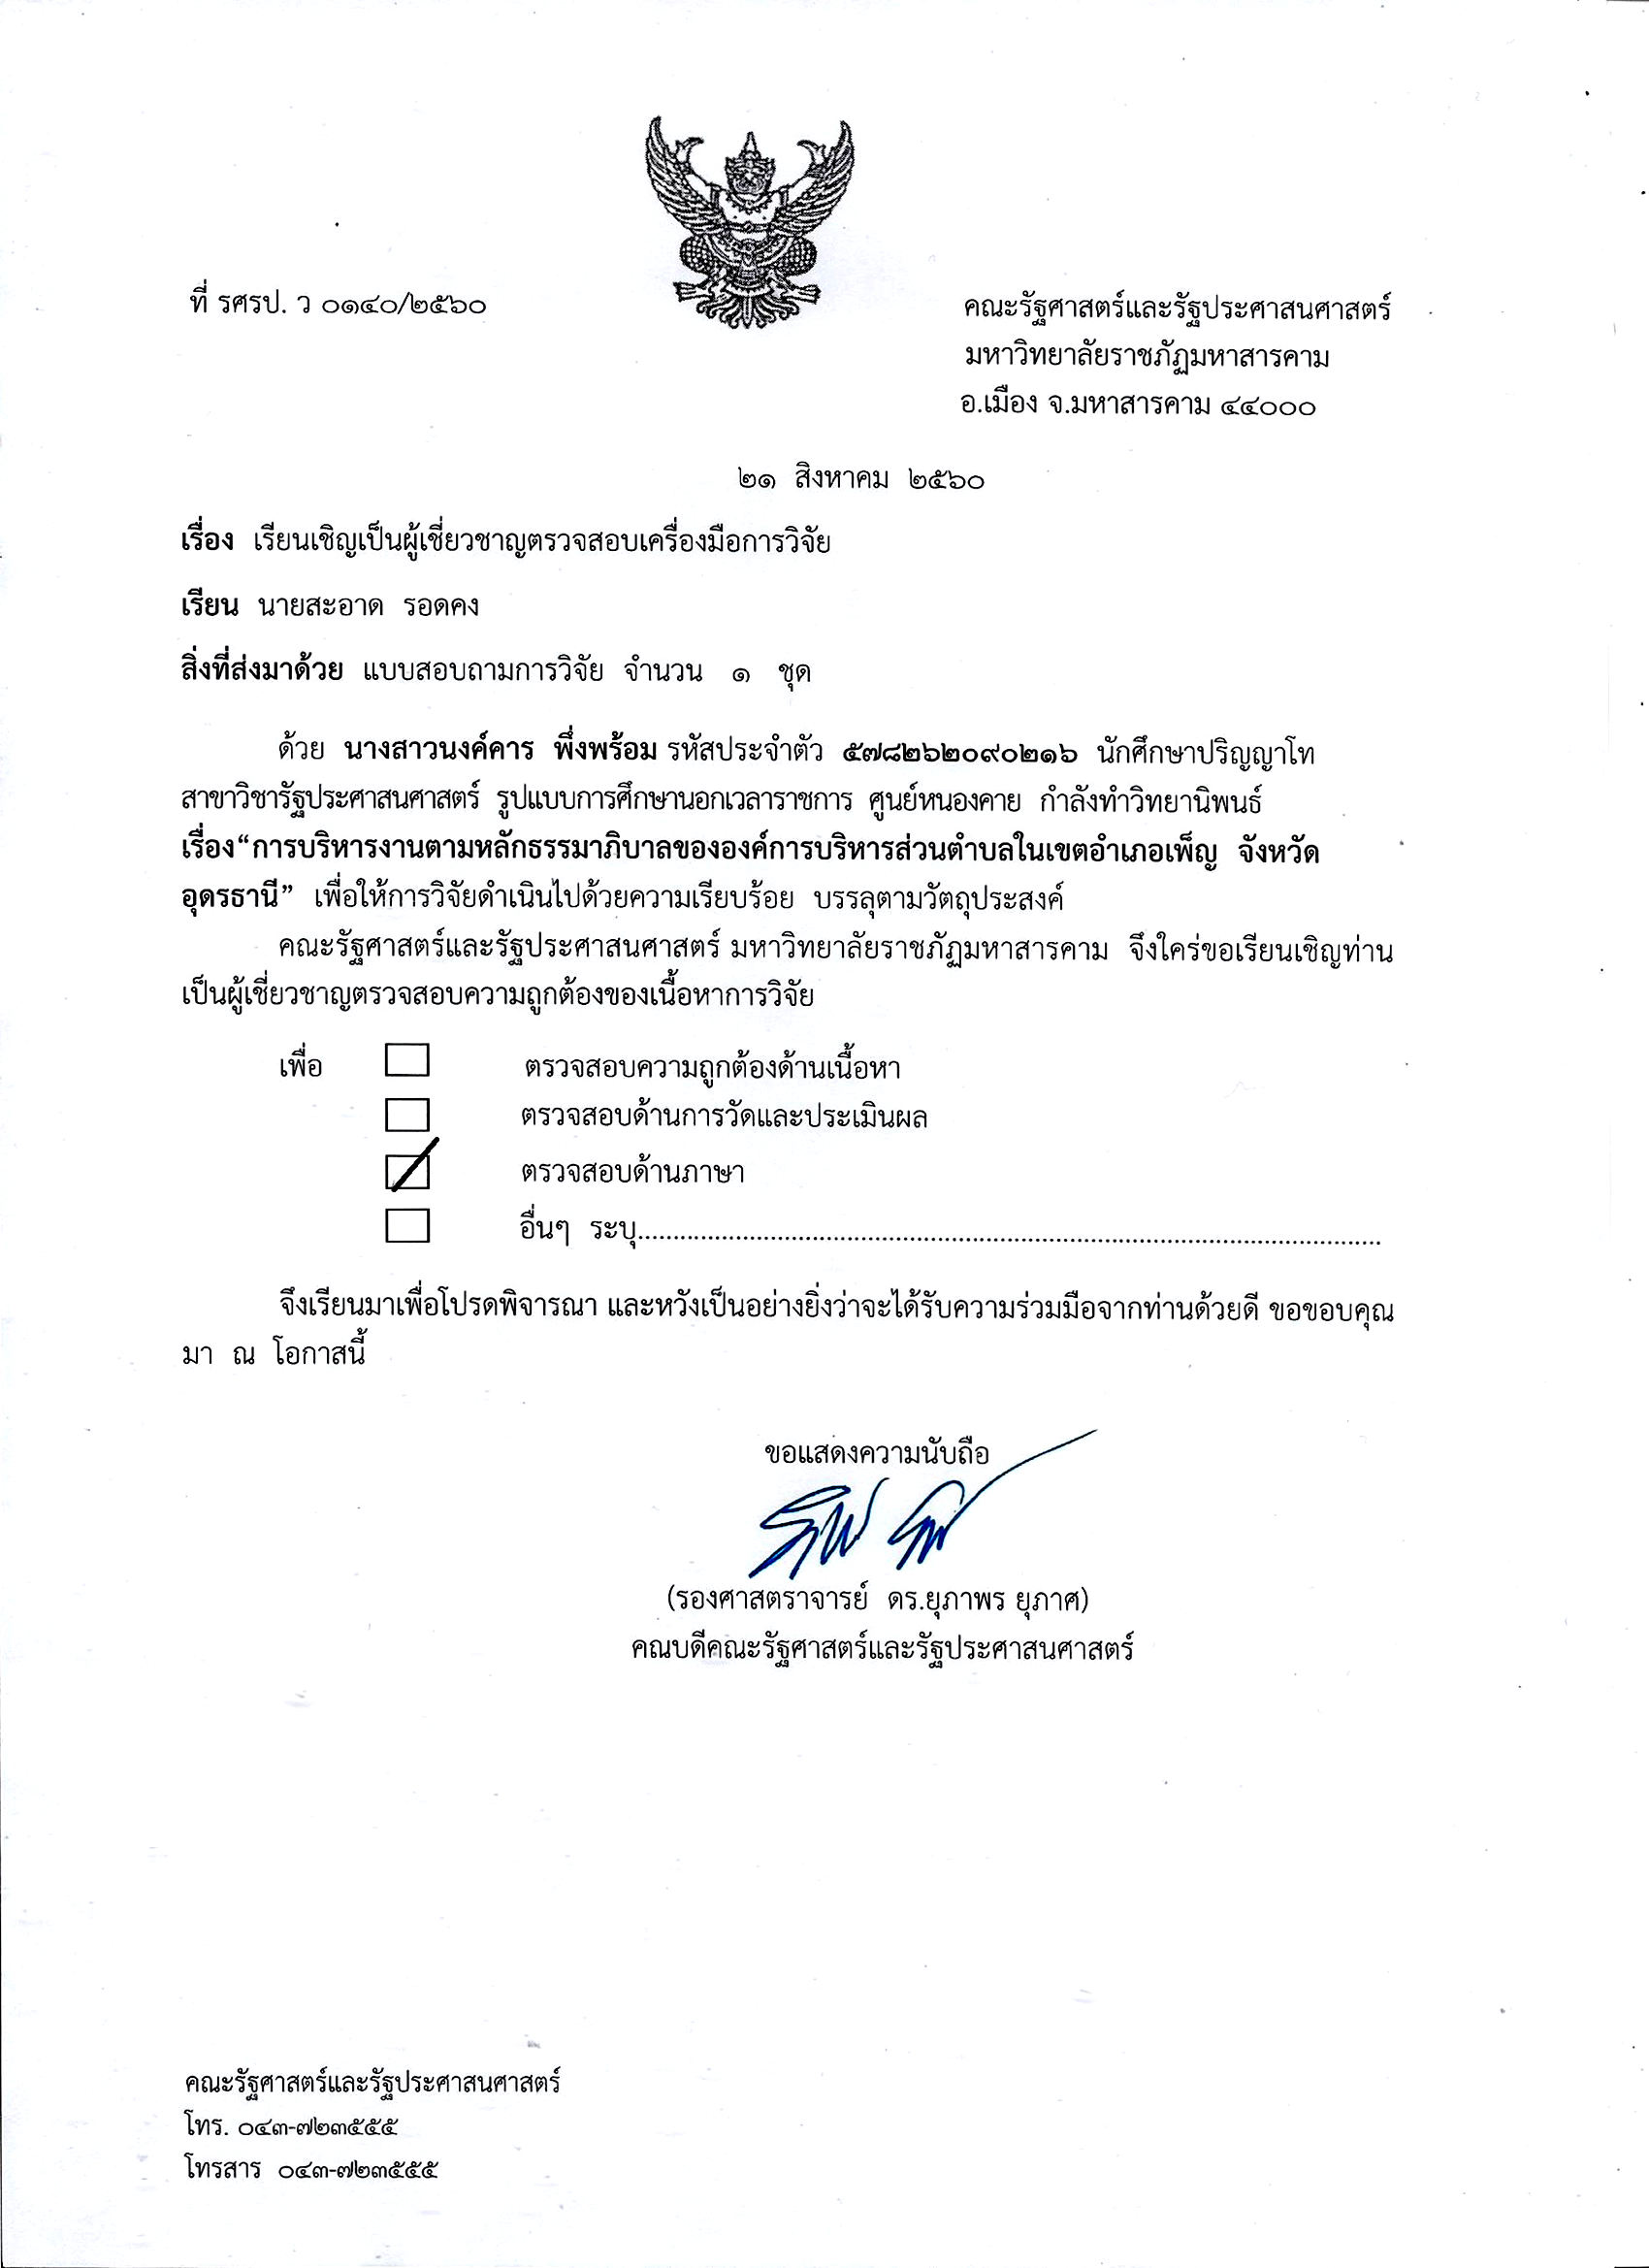 ที่ รศรป. ว ๐๑๔๐/๒๕๖๐
คณะรัฐศาสตร์และรัฐประศาสนศาสตร์
มหาวิทยาลัยราชภัฏมหาสารคาม
อ.เมือง จ.มหาสารคาม ๔๔๐๐๐
๒๑ สิงหาคม ๒๕๖๐
เรื่อง เรียนเชิญเป็นผู้เชี่ยวชาญตรวจสอบเครื่องมือการวิจัย
เรียน นายสะอาด รอดคง
สิ่งที่ส่งมาด้วย แบบสอบถามการวิจัย จำนวน ๑ ชุด
ด้วย นางสาวนงค์คาร พึ่งพร้อม รหัสประจำตัว ๕๗๘๒๖๒๐๙๐๒๑๖ นักศึกษาปริญญาโท
สาขาวิชารัฐประศาสนศาสตร์ รูปแบบการศึกษานอกเวลาราชการ ศูนย์หนองคาย กำลังทำวิทยานิพนธ์
เรื่อง“การบริหารงานตามหลักธรรมาภิบาลขององค์การบริหารส่วนตำบลในเขตอำเภอเพ็ญ จังหวัด
อุดรธานี” เพื่อให้การวิจัยดำเนินไปด้วยความเรียบร้อย บรรลุตามวัตถุประสงค์
คณะรัฐศาสตร์และรัฐประศาสนศาสตร์ มหาวิทยาลัยราชภัฏมหาสารคาม จึงใคร่ขอเรียนเชิญท่าน
เป็นผู้เชี่ยวชาญตรวจสอบความถูกต้องของเนื้อหาการวิจัย
เพื่อ ตรวจสอบความถูกต้องด้านเนื้อหา
ตรวจสอบด้านการวัดและประเมินผล
ตรวจสอบด้านภาษา
อื่นๆ ระบุ................................................................................
จึงเรียนมาเพื่อโปรดพิจารณา และหวังเป็นอย่างยิ่งว่าจะได้รับความร่วมมือจากท่านด้วยดี ขอขอบคุณ
มา ณ โอกาสนี้
ขอแสดงความนับถือ
(รองศาสตราจารย์ ดร.ยุภาพร ยุภาศ)
คณบดีคณะรัฐศาสตร์และรัฐประศาสนศาสตร์
คณะรัฐศาสตร์และรัฐประศาสนศาสตร์
โทร. ๐๔๓-๗๒๓๕๕๕
โทรสาร ๐๔๓-๗๒๓๕๕๕